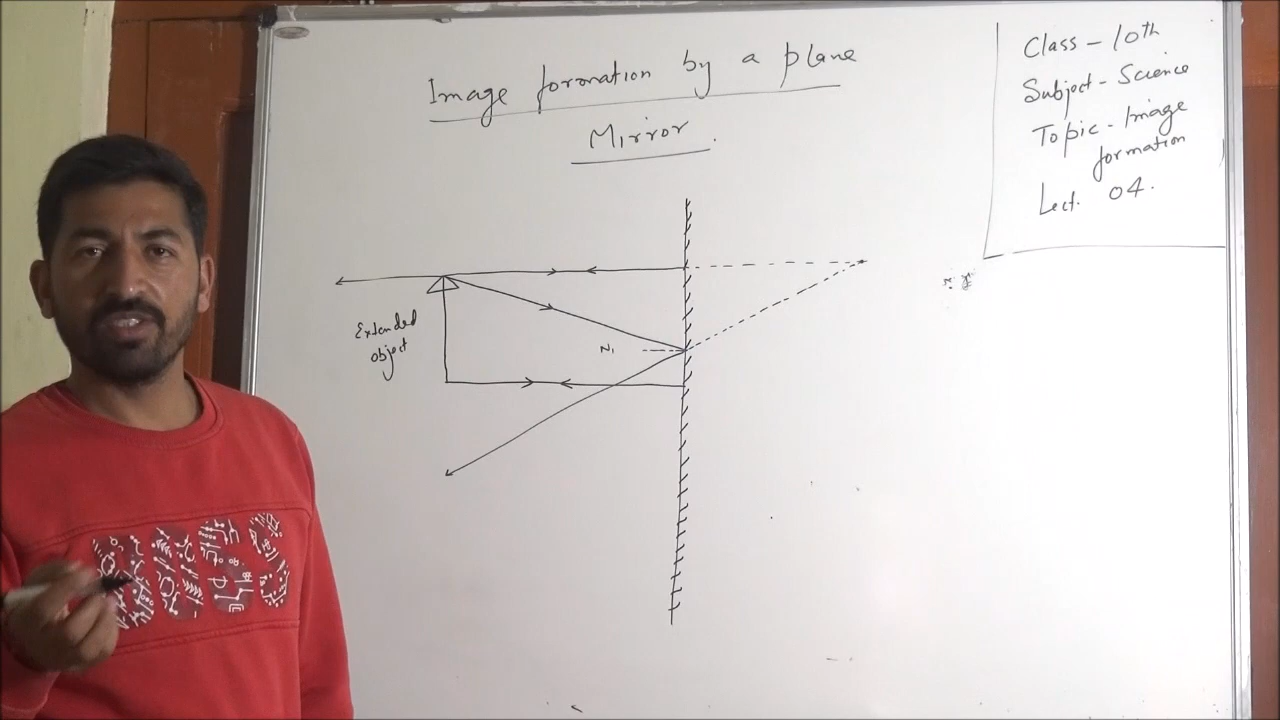 Image formation by a plane
Mirror.
Class - 10th
Subject - Science
Topic - Image
formation
Lect. 04.
Extended
object
N₁